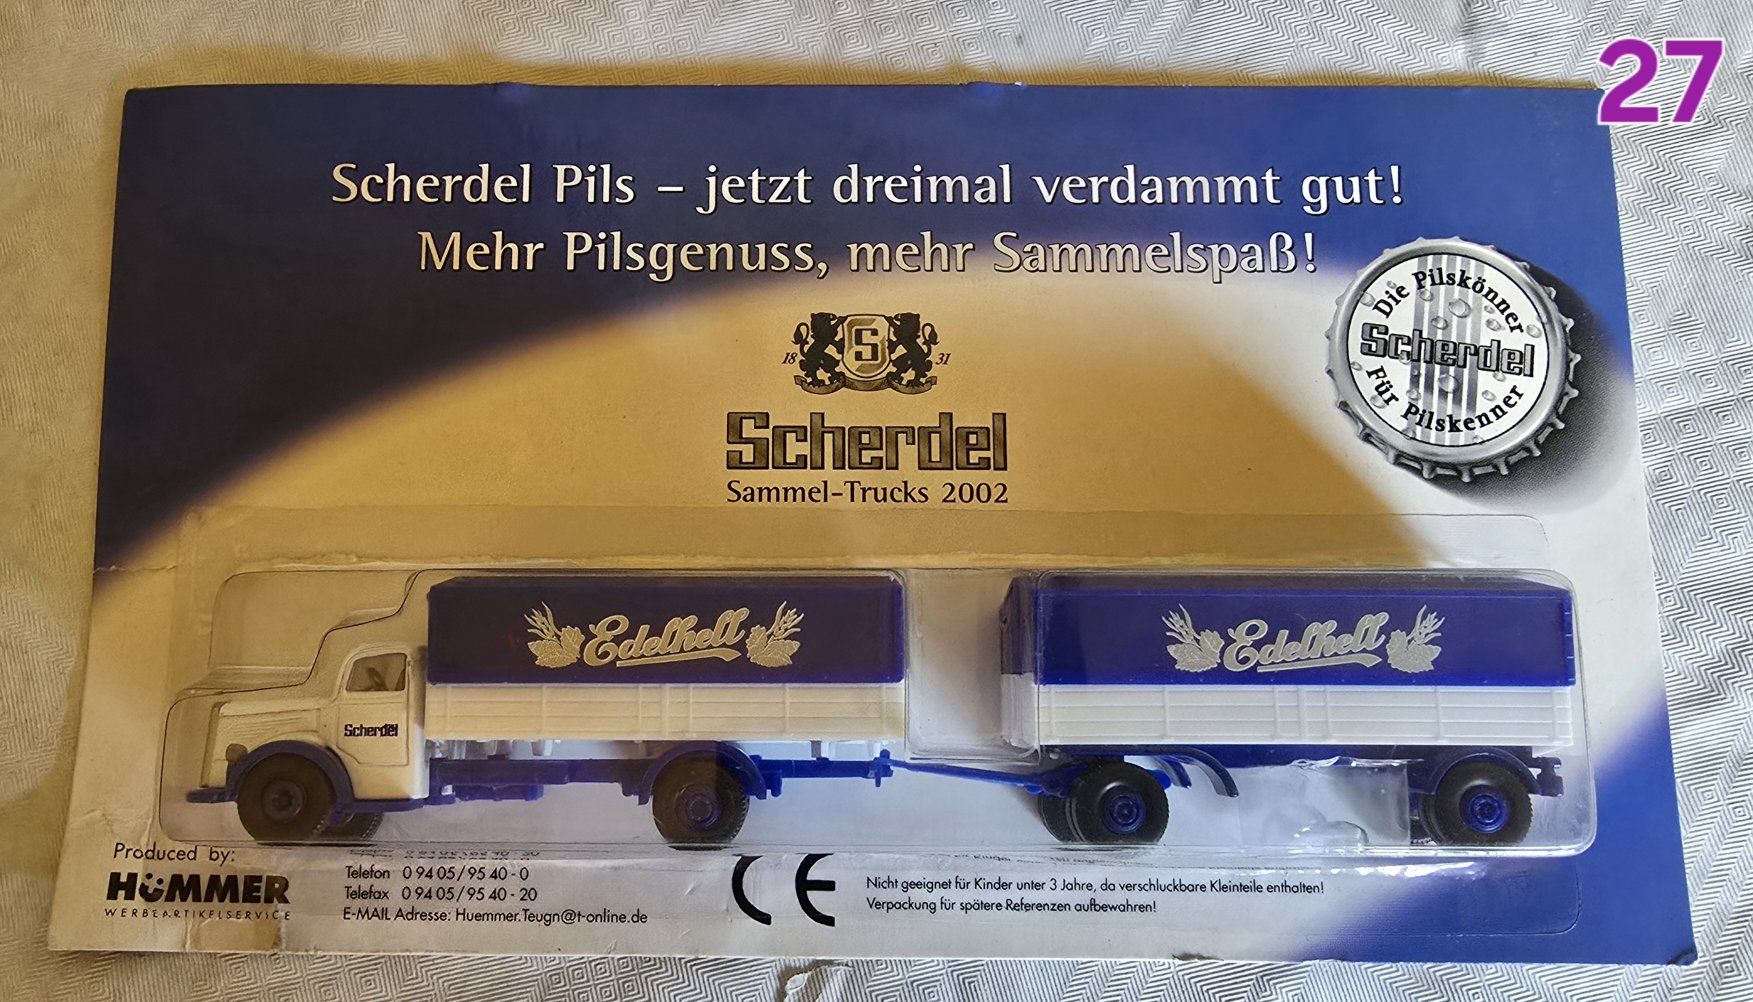 27
Scherdel Pils – jetzt dreimal verdammt gut!
Mehr Pilsgenuss, mehr Sammelspaß!
Die Pilskönner
Scherdel
Für Pilskenner
18 S 31
Scherdel
Sammel-Trucks 2002
Edelhell
Edelhell
Scherdel
Produced by:
HÜMMER
WERBEARTIKELSERVICE
Telefon 0 94 05 / 95 40 - 0
Telefax 0 94 05 / 95 40 - 20
E-MAIL Adresse: Huemmer.Teugn@t-online.de
CE
Nicht geeignet für Kinder unter 3 Jahre, da verschluckbare Kleinteile enthalten!
Verpackung für spätere Referenzen aufbewahren!